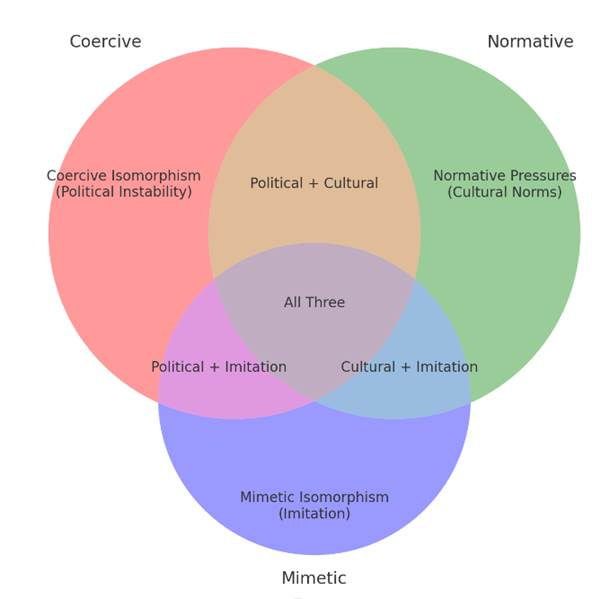 Coercive
Normative
Coercive Isomorphism
(Political Instability)
Political + Cultural
Normative Pressures
(Cultural Norms)
All Three
Political + Imitation
Cultural + Imitation
Mimetic Isomorphism
(Imitation)
Mimetic